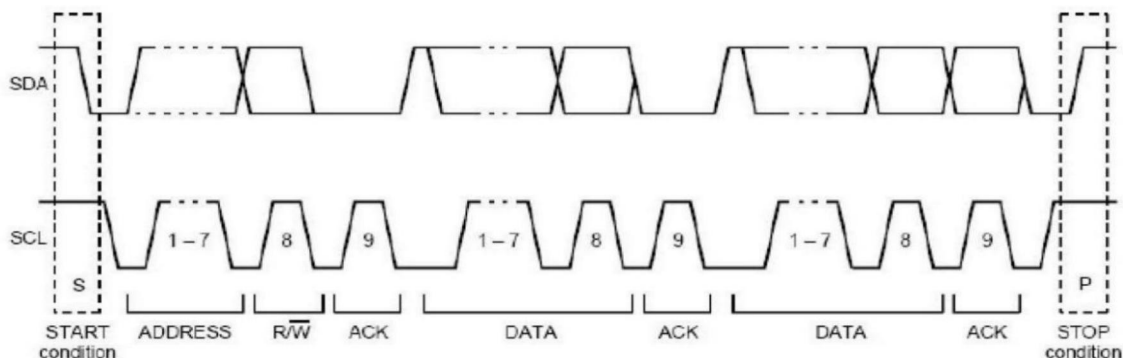 SDA
SCL
1 – 7 8 9 1 – 7 8 9 1 – 7 8 9
S P
START condition ADDRESS R/W̅ ACK DATA ACK DATA ACK STOP condition